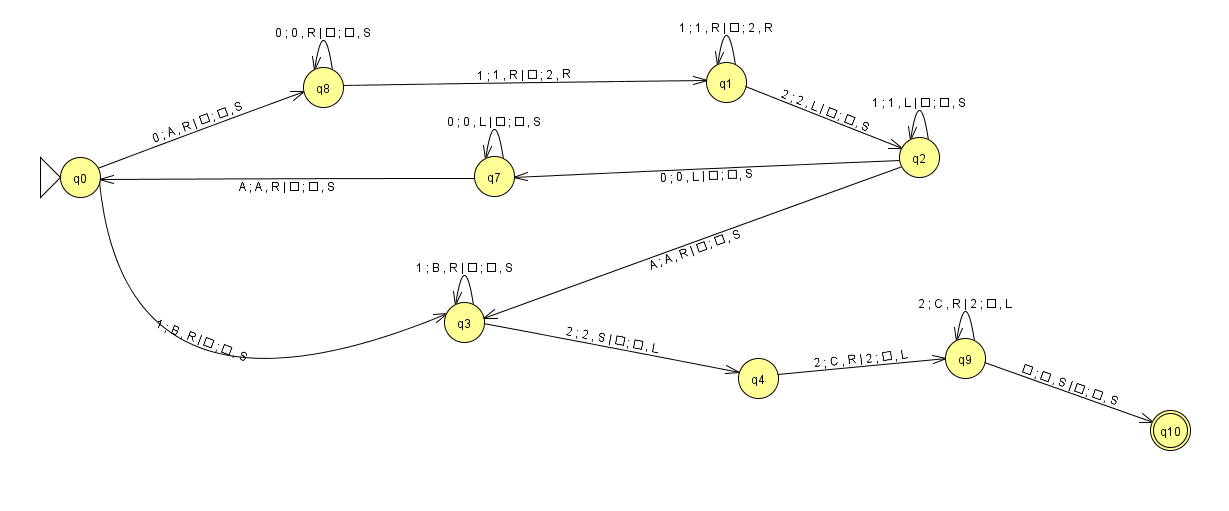 0 ; 0 , R | □ ; □ , S
1 ; 1 , R | □ ; 2 , R
q8
1 ; 1 , R | □ ; 2 , R
q1
0 ; A , R | □ ; □ , S
2 ; 2 , L | □ ; □ , S
1 ; 1 , L | □ ; □ , S
0 ; 0 , L | □ ; □ , S
q0
q7
q2
A ; A , R | □ ; □ , S
0 ; 0 , L | □ ; □ , S
A ; A , R | □ ; □ , S
1 ; B , R | □ ; □ , S
1 ; B , R | □ ; □ , S
q3
2 ; 2 , S | □ ; □ , L
2 ; C , R | 2 ; □ , L
q4
2 ; C , R | 2 ; □ , L
q9
□ ; □ , S | □ ; □ , S
q10